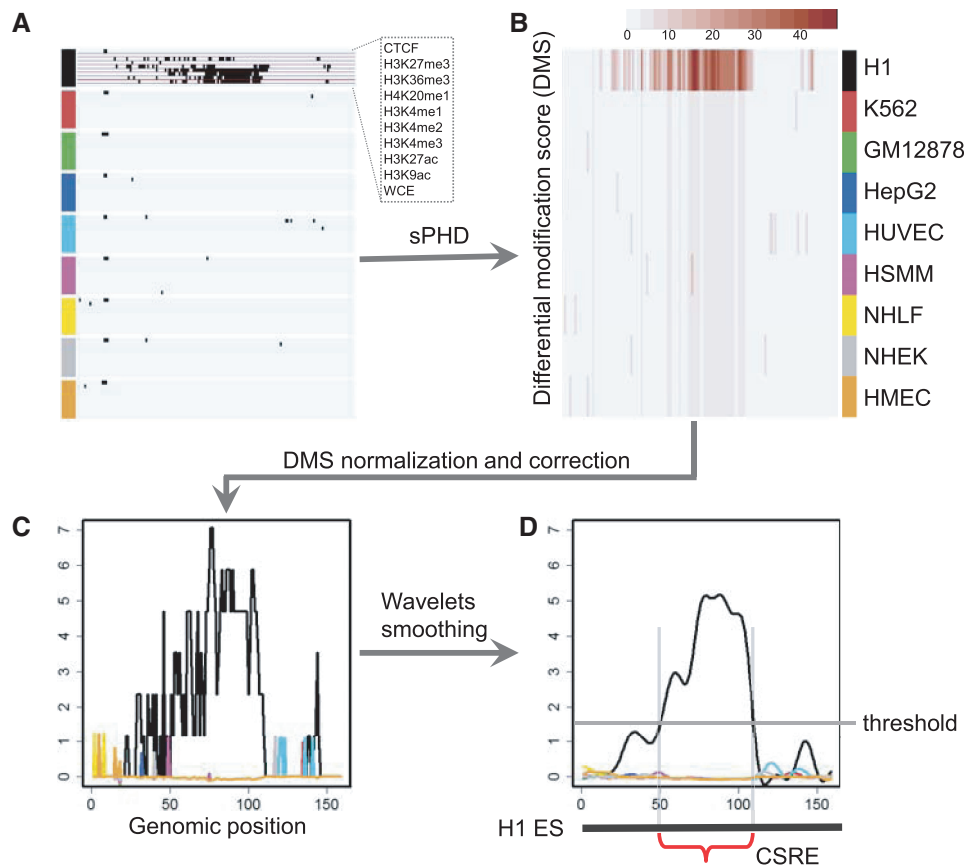 A
CTCF
H3K27me3
H3K36me3
H4K20me1
H3K4me1
H3K4me2
H3K4me3
H3K27ac
H3K9ac
WCE
sPHD
B
0 10 20 30 40
Differential modification score (DMS)
H1
K562
GM12878
HepG2
HUVEC
HSMM
NHLF
NHEK
HMEC
DMS normalization and correction
C
7
6
5
4
3
2
1
0
0 50 100 150
Genomic position
Wavelets
smoothing
D
7
6
5
4
3
2
1
0
threshold
0 50 100 150
H1 ES
CSRE